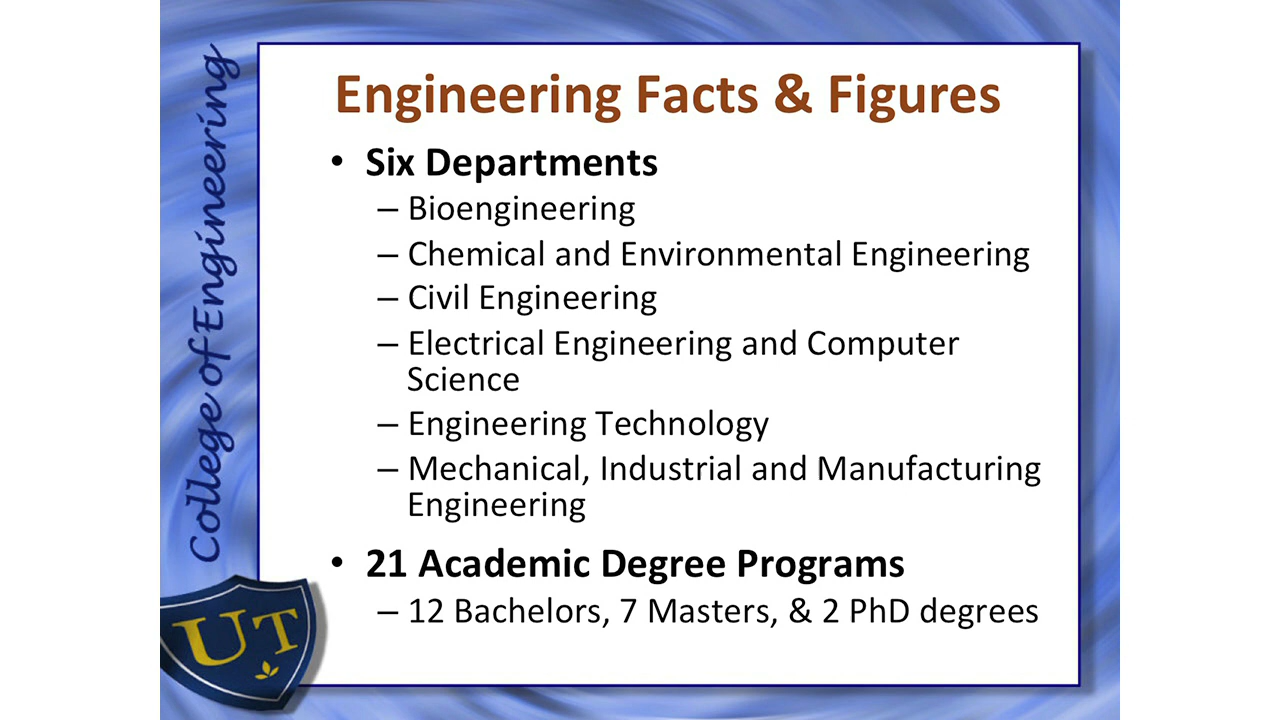 Engineering Facts & Figures
• Six Departments
– Bioengineering
– Chemical and Environmental Engineering
– Civil Engineering
– Electrical Engineering and Computer
Science
– Engineering Technology
– Mechanical, Industrial and Manufacturing
Engineering
• 21 Academic Degree Programs
– 12 Bachelors, 7 Masters, & 2 PhD degrees
College of Engineering
UT